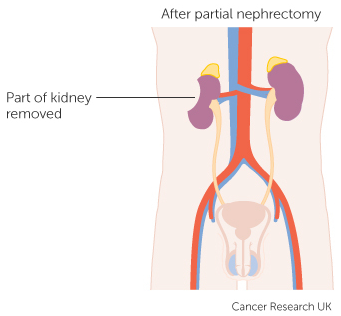 After partial nephrectomy
Part of kidney
removed
Cancer Research UK